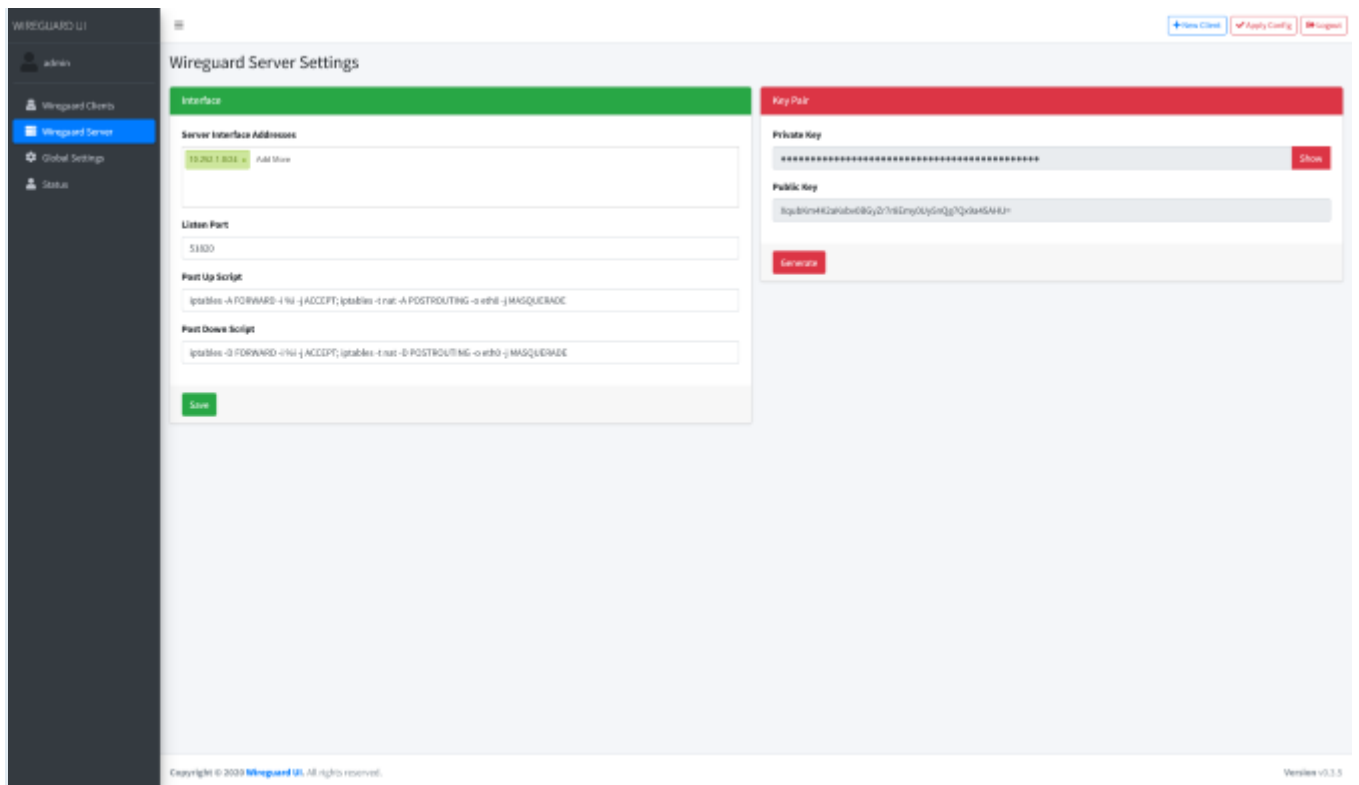 WIREGUARD UI
+New Client
Apply Config
Logout
admin
Wireguard Clients
Wireguard Server
Global Settings
Status
Wireguard Server Settings
Interface
Server Interface Addresses
Add More
Listen Port
51820
Post Up Script
iptables -A FORWARD -i %i -j ACCEPT; iptables -t nat -A POSTROUTING -o eth0 -j MASQUERADE
Post Down Script
iptables -D FORWARD -i %i -j ACCEPT; iptables -t nat -D POSTROUTING -o eth0 -j MASQUERADE
Save
Key Pair
Private Key
Show
Public Key
Generate
Copyright © 2020 Wireguard UI. All rights reserved.
Version